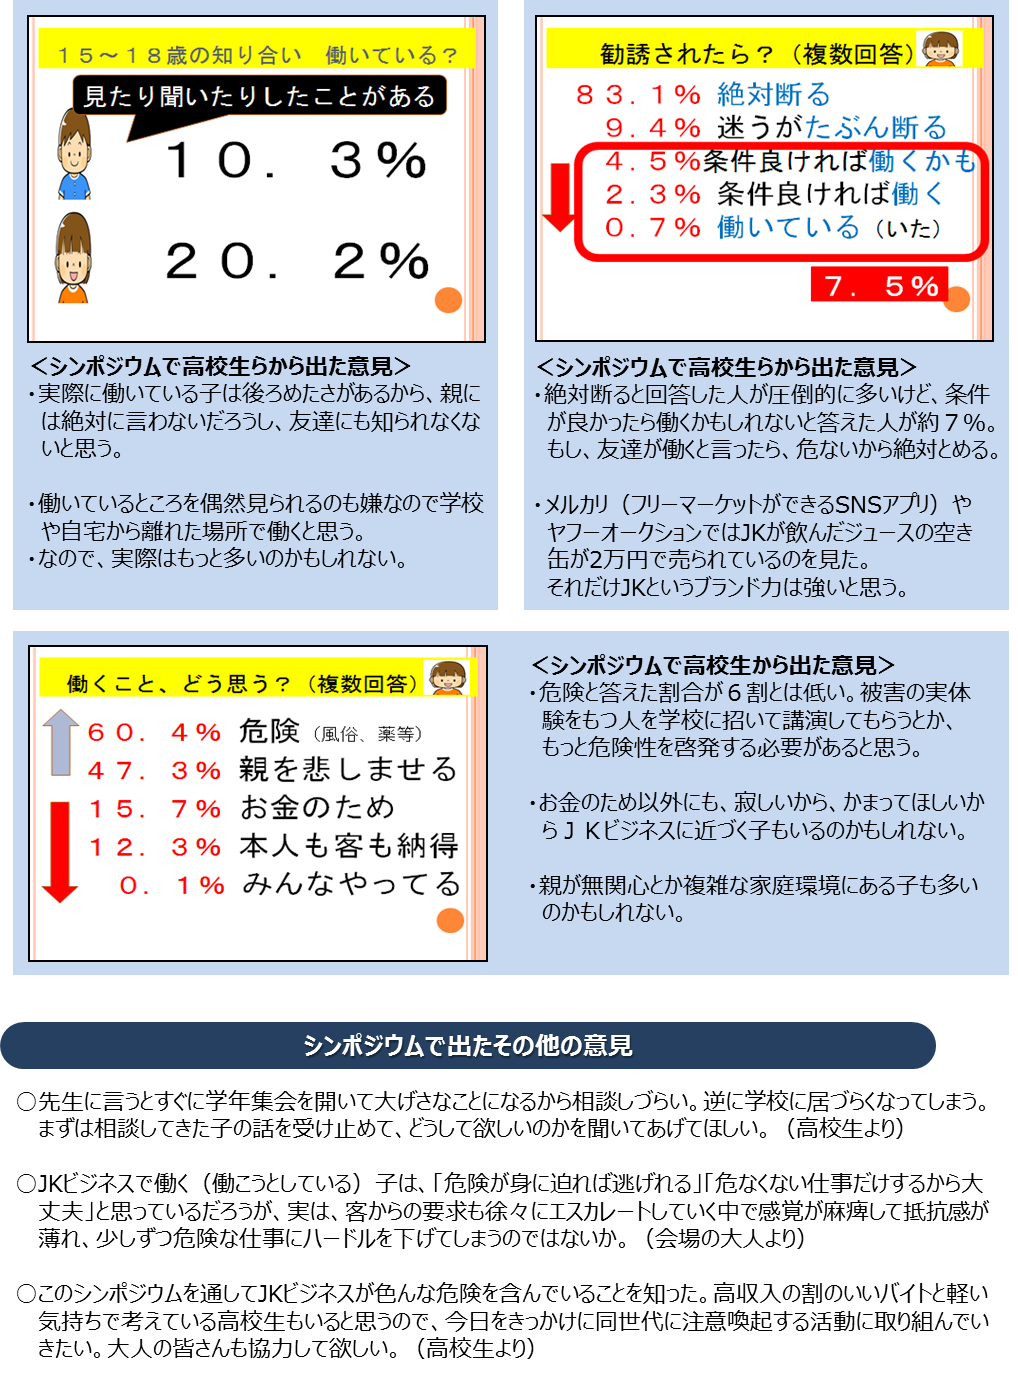 １５～１８歳の知り合い　働いている？
見たり聞いたりしたことがある
１０．３％
２０．２％
＜シンポジウムで高校生らから出た意見＞
・実際に働いている子は後ろめたさがあるから、親に
は絶対に言わないだろうし、友達にも知られなくな
いと思う。
・働いているところを偶然見られるのも嫌なので学校
や自宅から離れた場所で働くと思う。
・なので、実際はもっと多いのかもしれない。
勧誘されたら？（複数回答）
８３．１％ 絶対断る
９．４％ 迷うがたぶん断る
４．５％条件良ければ働くかも
２．３％ 条件良ければ働く
０．７％ 働いている（いた）
７．５％
＜シンポジウムで高校生らから出た意見＞
・絶対断ると回答した人が圧倒的に多いけど、条件
が良かったら働くかもしれないと答えた人が約７％。
もし、友達が働くと言ったら、危ないから絶対とめる。
・メルカリ（フリーマーケットができるSNSアプリ）や
ヤフーオークションではJKが飲んだジュースの空き
缶が2万円で売られているのを見た。
それだけJKというブランド力は強いと思う。
働くこと、どう思う？（複数回答）
６０．４％ 危険（風俗、薬等）
４７．３％ 親を悲しませる
１５．７％ お金のため
１２．３％ 本人も客も納得
０．１％ みんなやってる
＜シンポジウムで高校生から出た意見＞
・危険と答えた割合が６割とは低い。被害の実体
験をもつ人を学校に招いて講演してもらうとか、
もっと危険性を啓発する必要があると思う。
・お金のため以外にも、寂しいから、かまってほしいか
らＪＫビジネスに近づく子もいるのかもしれない。
・親が無関心とか複雑な家庭環境にある子も多い
のかもしれない。
シンポジウムで出たその他の意見
○先生に言うとすぐに学年集会を開いて大げさなことになるから相談しづらい。逆に学校に居づらくなってしまう。
まずは相談してきた子の話を受け止めて、どうして欲しいのかを聞いてあげてほしい。（高校生より）
○JKビジネスで働く（働こうとしている）子は、「危険が身に迫れば逃げれる」「危なくない仕事だけするから大
丈夫」と思っているだろうが、実は、客からの要求も徐々にエスカレートしていく中で感覚が麻痺して抵抗感が
薄れ、少しずつ危険な仕事にハードルを下げてしまうのではないか。（会場の大人より）
○このシンポジウムを通してJKビジネスが色んな危険を含んでいることを知った。高収入の割のいいバイトと軽い
気持ちで考えている高校生もいると思うので、今日をきっかけに同世代に注意喚起する活動に取り組んでい
きたい。大人の皆さんも協力して欲しい。（高校生より）